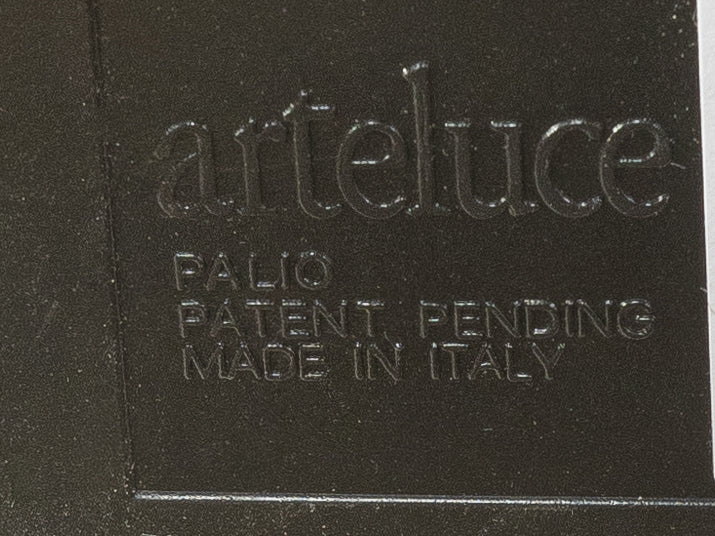 arteluce
PALIO
PATENT PENDING
MADE IN ITALY